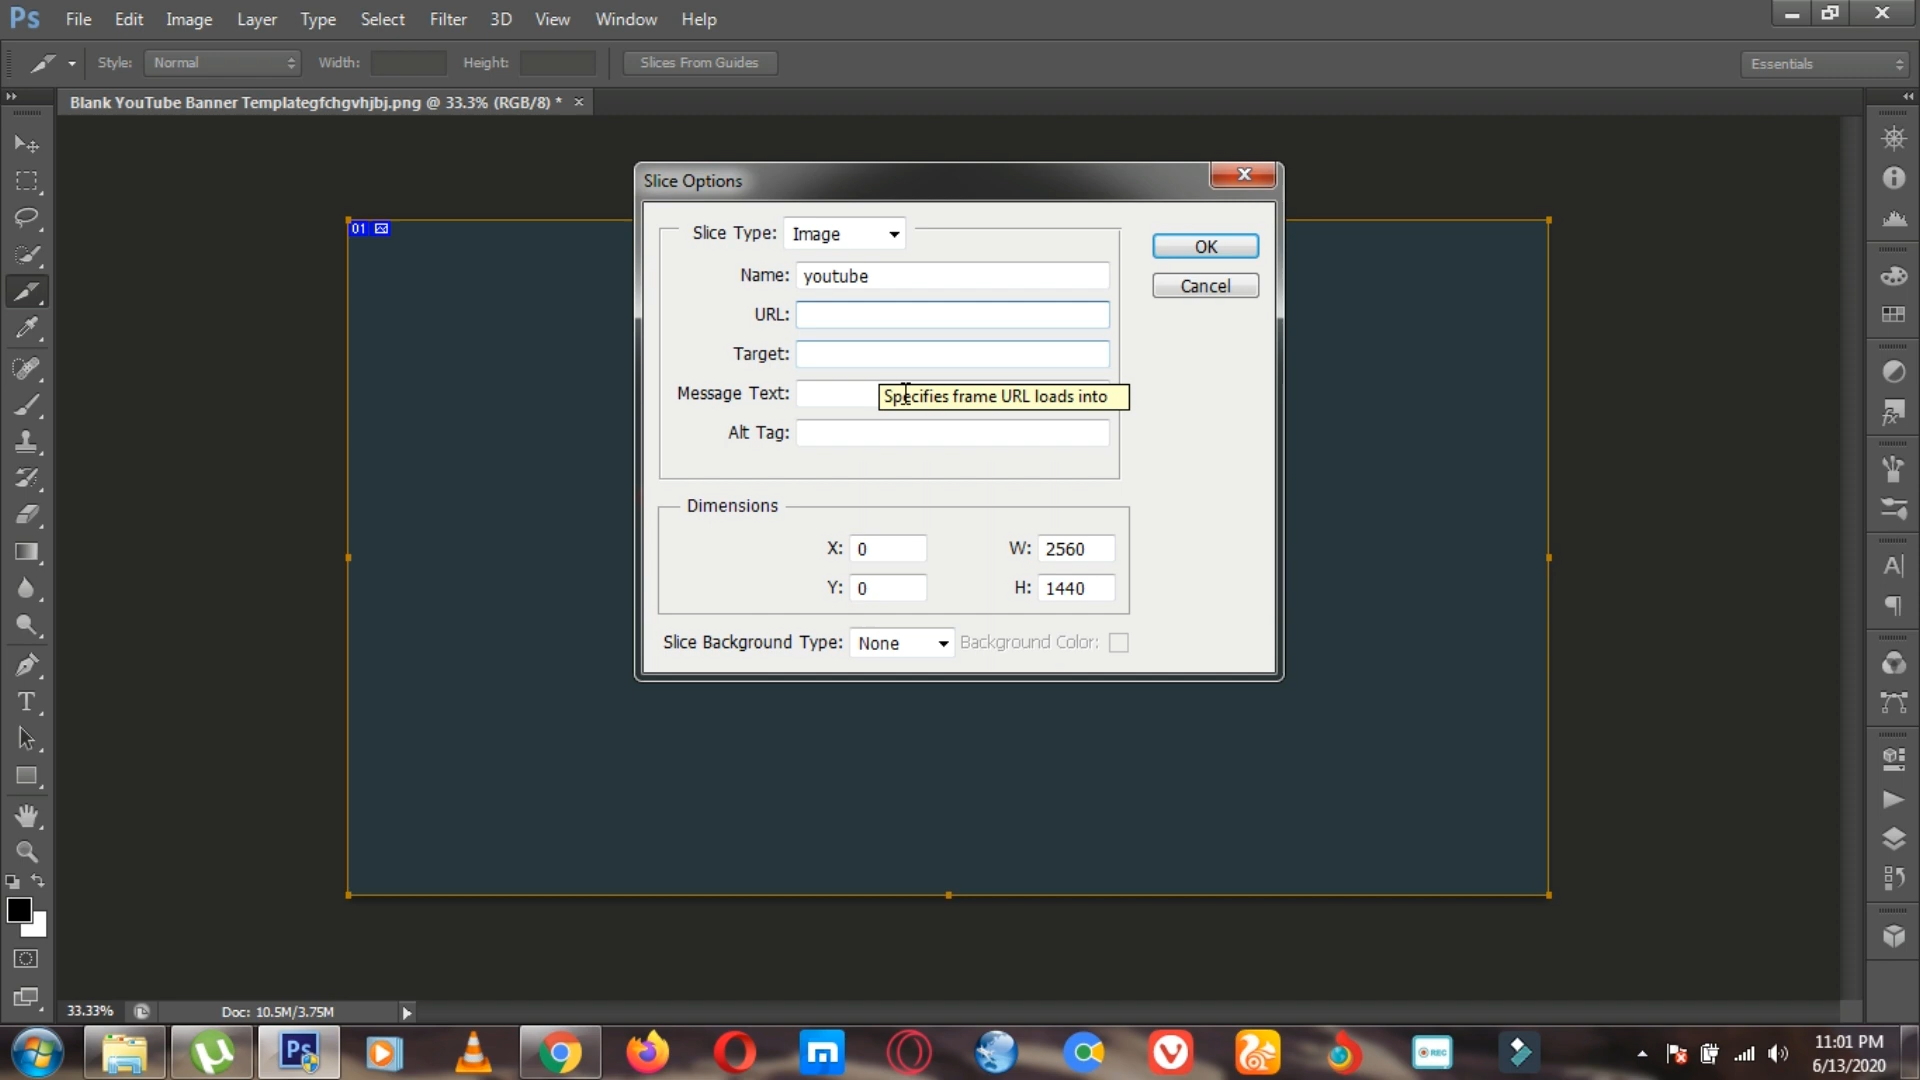 Ps File Edit Image Layer Type Select Filter 3D View Window Help
Style: Normal Width: Height: Slices From Guides Essentials
Blank YouTube Banner Templategfchgvhjbj.png @ 33.3% (RGB/8) * ×
Slice Options
01
Slice Type: Image
OK
Name: youtube
Cancel
URL:
Target:
Message Text:
Specifies frame URL loads into
Alt Tag:
Dimensions
X: 0 W: 2560
Y: 0 H: 1440
Slice Background Type: None Background Color:
33.33% Doc: 10.5M/3.75M
Ps
REC
11:01 PM
6/13/2020